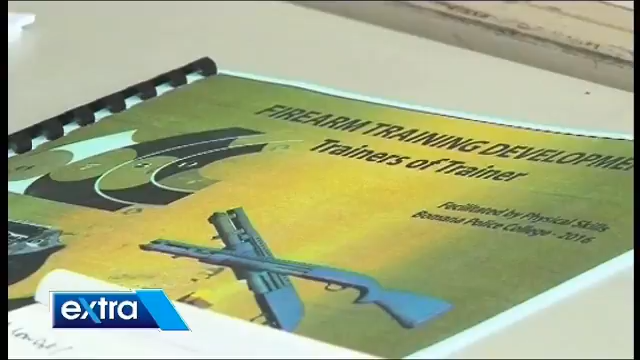 FIREARM TRAINING DEVELOPME
Trainers of Trainer
Facilitated by Physical Skills
Bomana Police College - 2016
extra